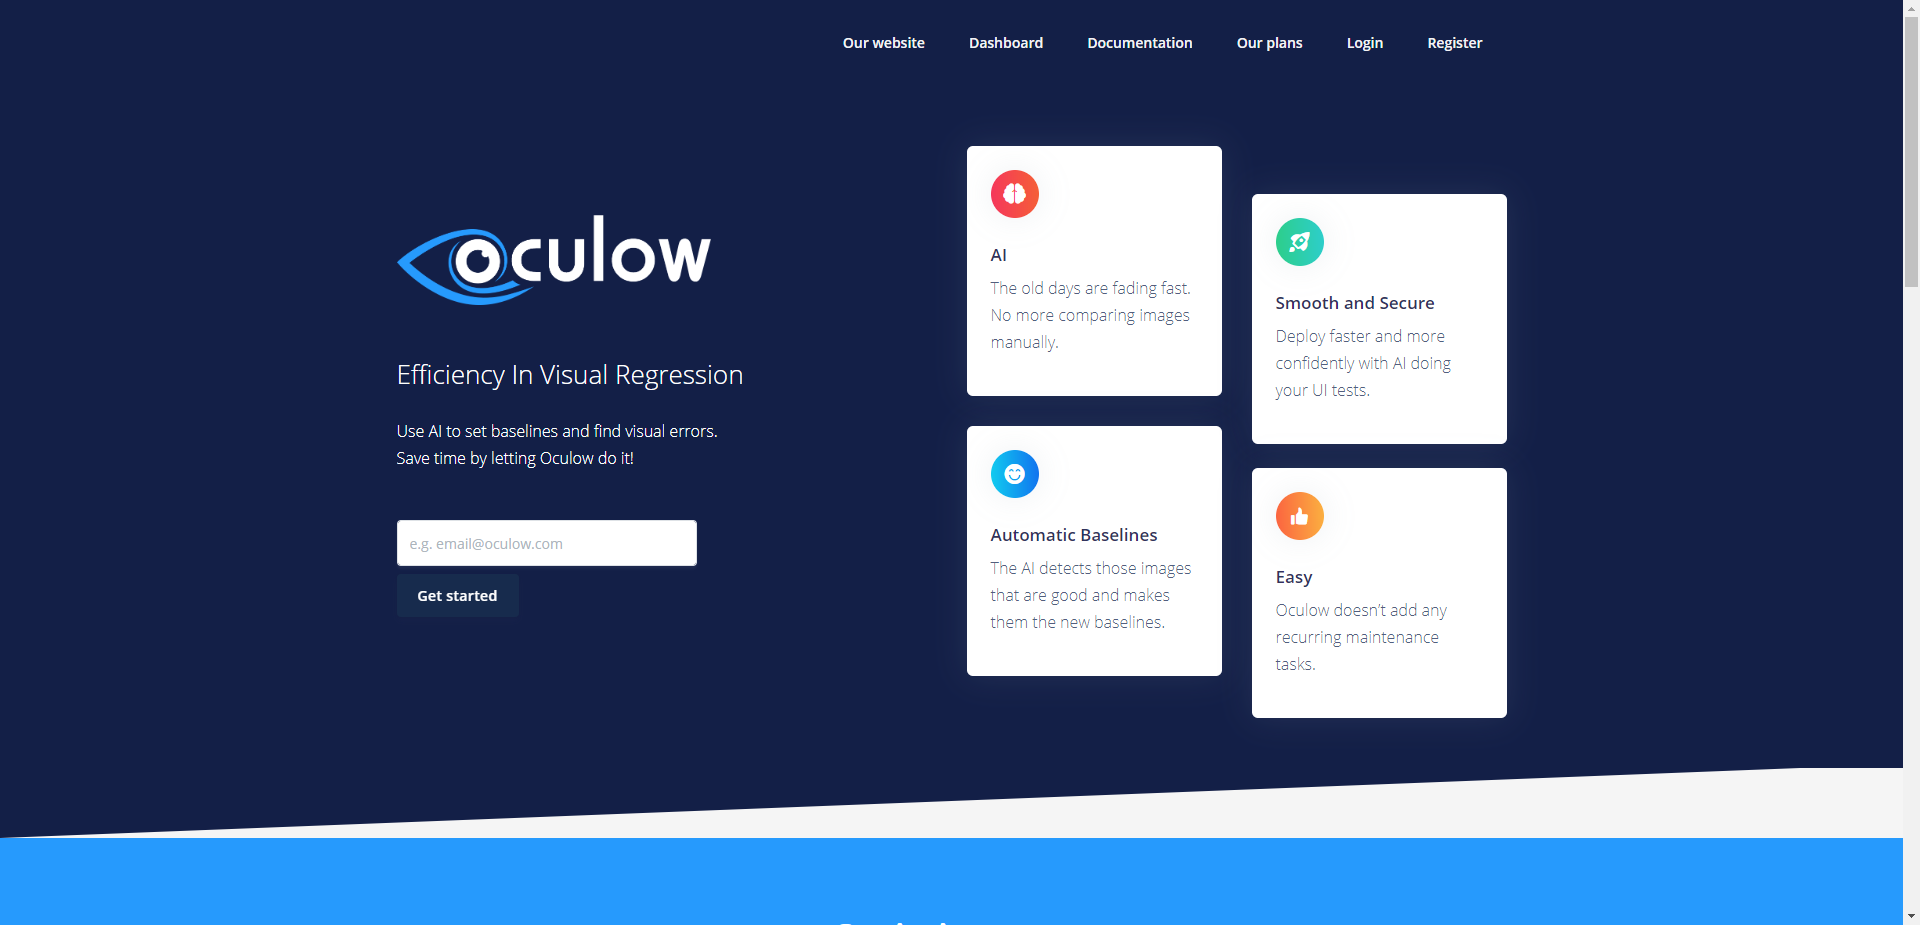 Our website Dashboard Documentation Our plans Login Register
oculow
Efficiency In Visual Regression
Use AI to set baselines and find visual errors.
Save time by letting Oculow do it!
e.g. email@oculow.com
Get started
AI
The old days are fading fast.
No more comparing images
manually.
Smooth and Secure
Deploy faster and more
confidently with AI doing
your UI tests.
Automatic Baselines
The AI detects those images
that are good and makes
them the new baselines.
Easy
Oculow doesn’t add any
recurring maintenance
tasks.